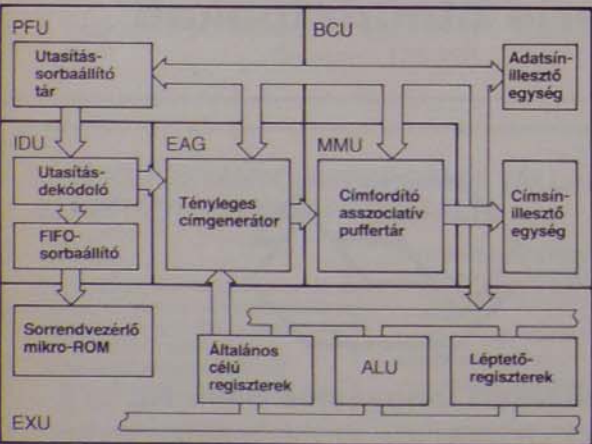 PFU
BCU
Utasítás-
sorbaállító
tár
Adatsín-
illesztő
egység
IDU
EAG
MMU
Utasítás-
dekódoló
FIFO-
sorbaállító
Tényleges
címgenerátor
Címfordító
asszociatív
puffertár
Címsín-
illesztő
egység
Sorrendvezérlő
mikro-ROM
Általános
célú
regiszterek
ALU
Léptető-
regiszterek
EXU